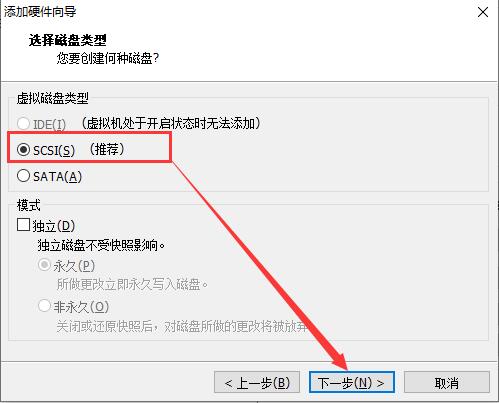 添加硬件向导
选择磁盘类型
您要创建何种磁盘?
虚拟磁盘类型
IDE(I) （虚拟机处于开启状态时无法添加）
SCSI(S) （推荐）
SATA(A)
模式
独立(D)
独立磁盘不受快照影响。
永久(P)
所做更改立即永久写入磁盘。
非永久(O)
关闭或还原快照后，对磁盘所做的更改将被放弃
< 上一步(B) 下一步(N) > 取消